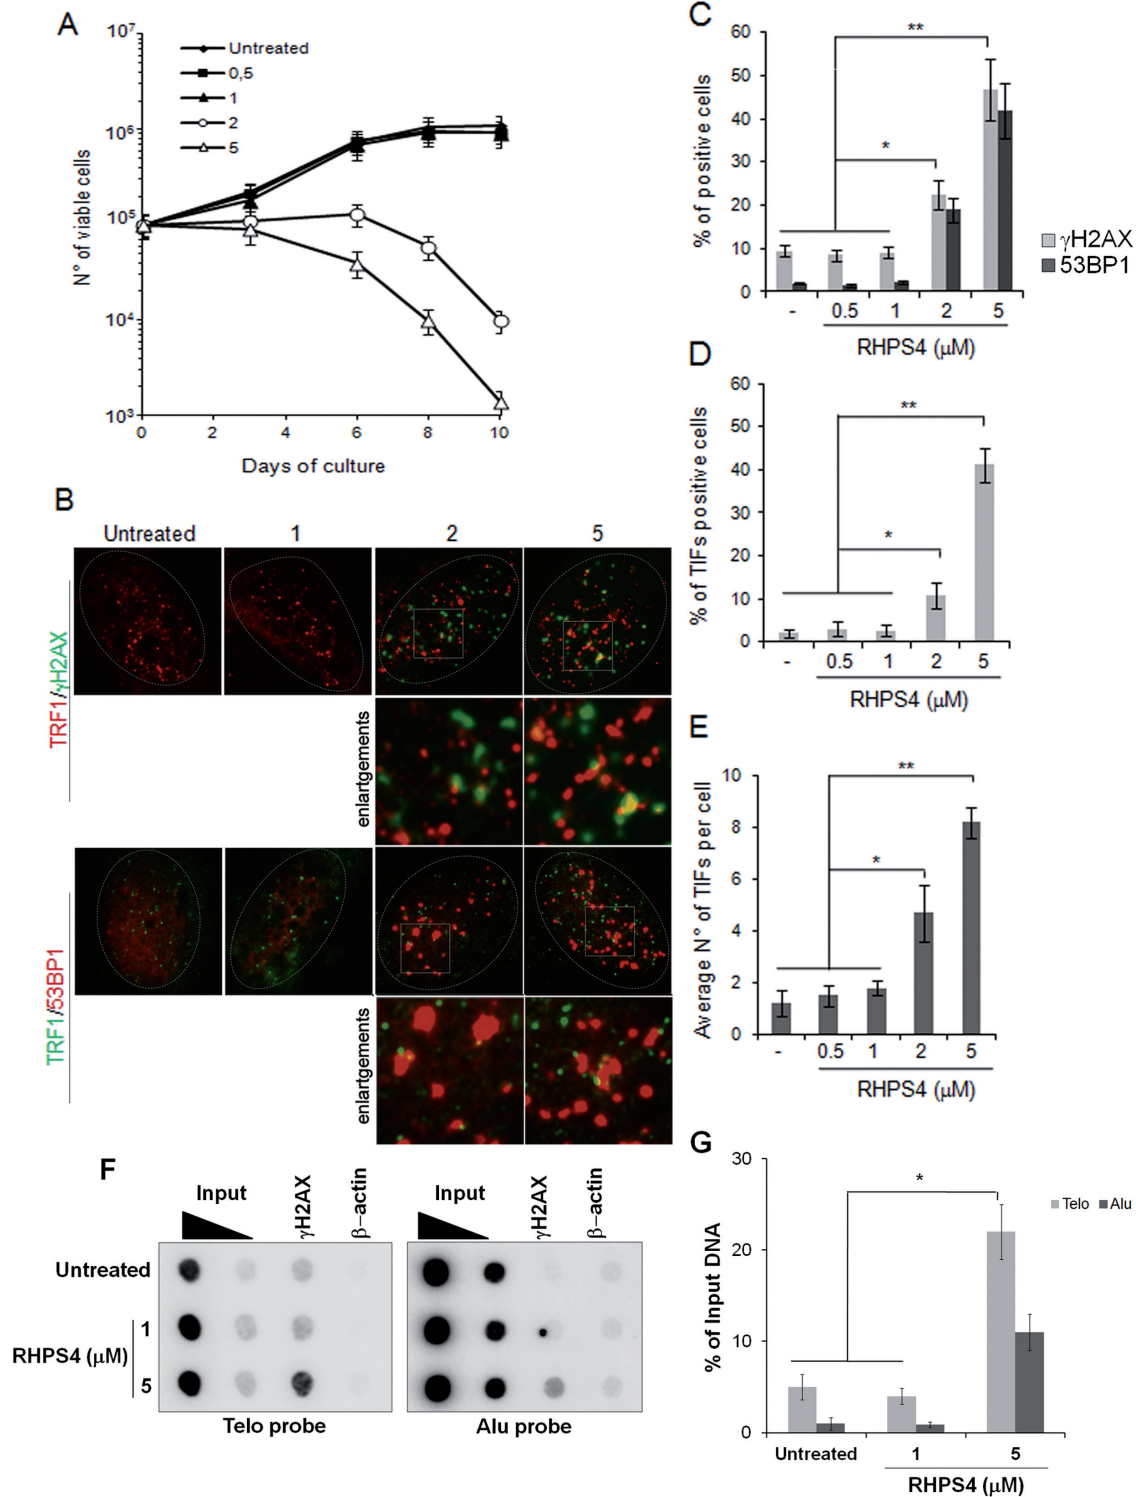 A
10⁷
10⁶
10⁵
10⁴
10³
N° of viable cells
Untreated
0,5
1
2
5
0 2 4 6 8 10
Days of culture
B
Untreated 1 2 5
TRF1/γH2AX
enlartgements
TRF1/53BP1
enlartgements
C
60
50
40
30
20
10
0
% of positive cells
**
*
γH2AX
53BP1
- 0.5 1 2 5
RHPS4 (μM)
D
60
50
40
30
20
10
0
% of TIFs positive cells
**
*
- 0.5 1 2 5
RHPS4 (μM)
E
10
8
6
4
2
0
Average N° of TIFs per cell
**
*
- 0.5 1 2 5
RHPS4 (μM)
F
Input γH2AX β-actin
Input γH2AX β-actin
Untreated
1
RHPS4 (μM)
5
Telo probe
Alu probe
G
30
20
10
0
% of Input DNA
*
Telo Alu
Untreated 1 5
RHPS4 (μM)